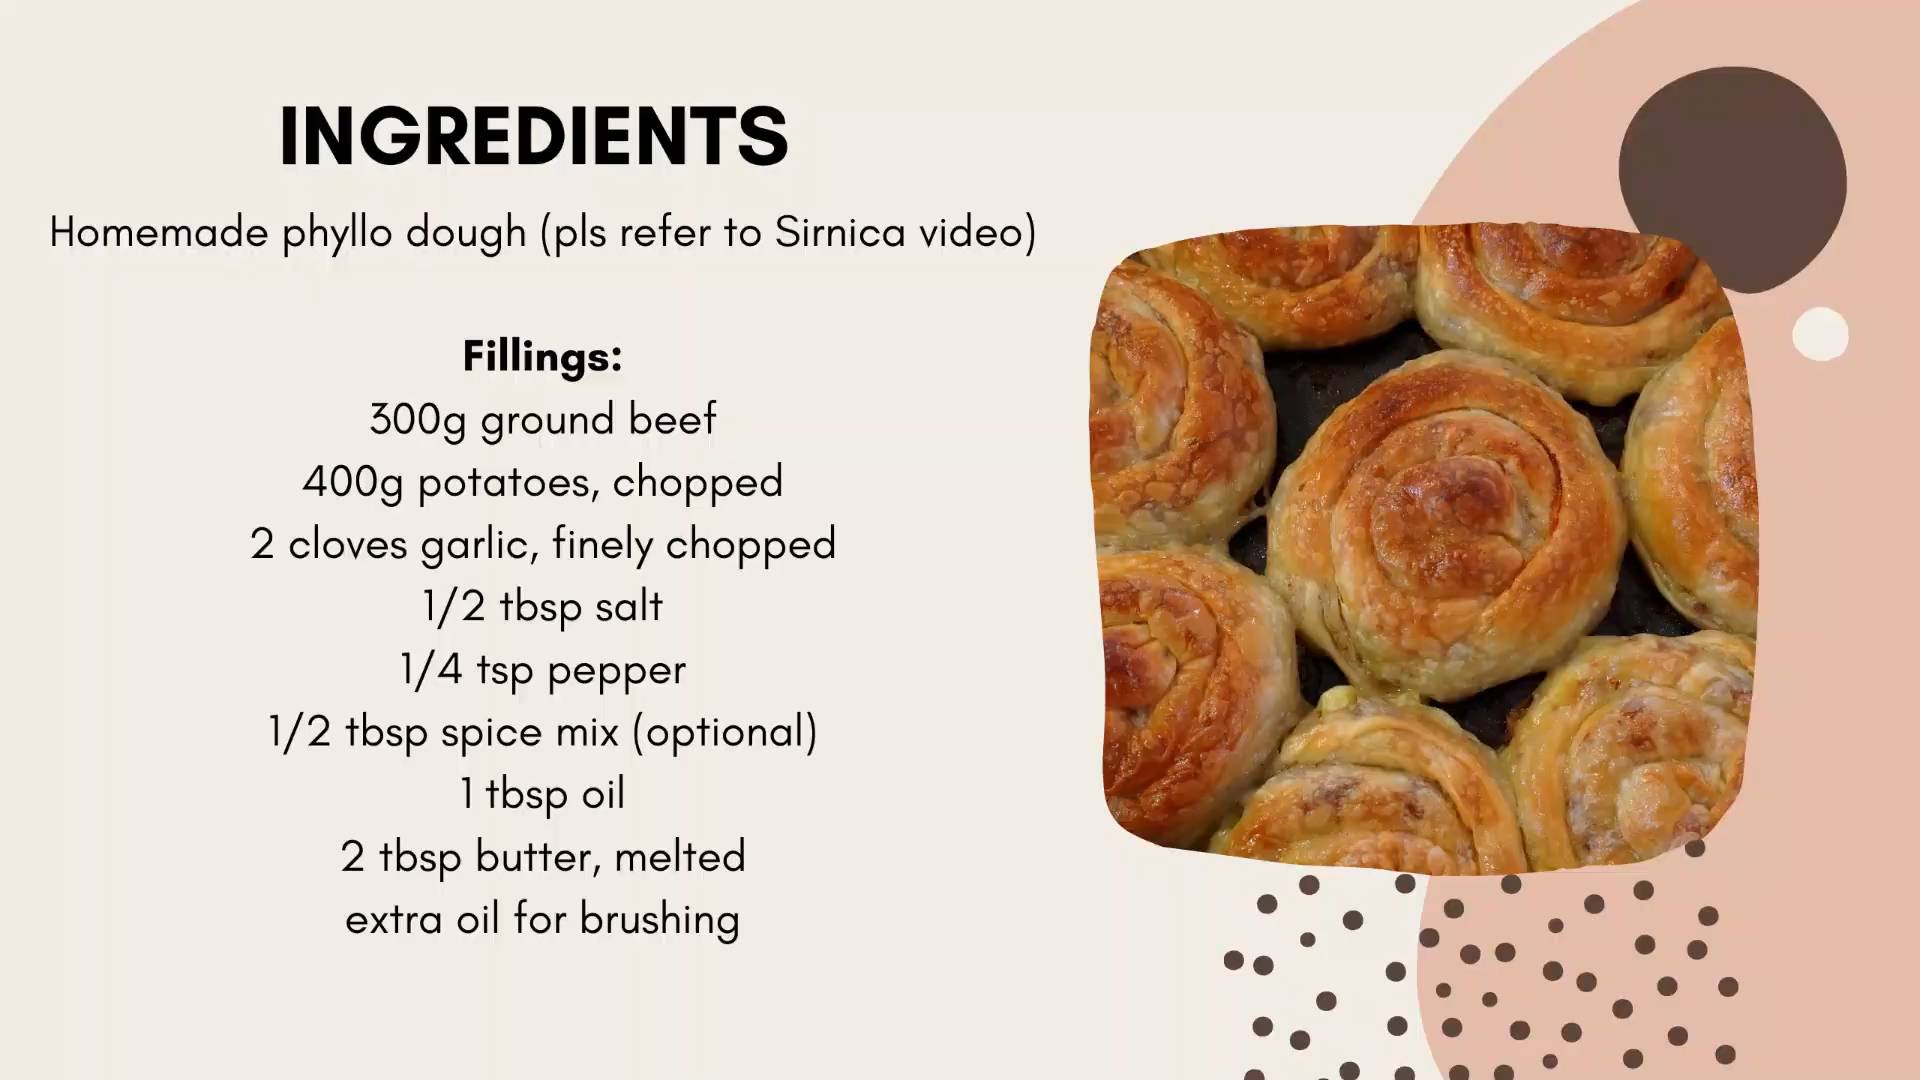 INGREDIENTS
Homemade phyllo dough (pls refer to Sirnica video)
Fillings:
300g ground beef
400g potatoes, chopped
2 cloves garlic, finely chopped
1/2 tbsp salt
1/4 tsp pepper
1/2 tbsp spice mix (optional)
1 tbsp oil
2 tbsp butter, melted
extra oil for brushing